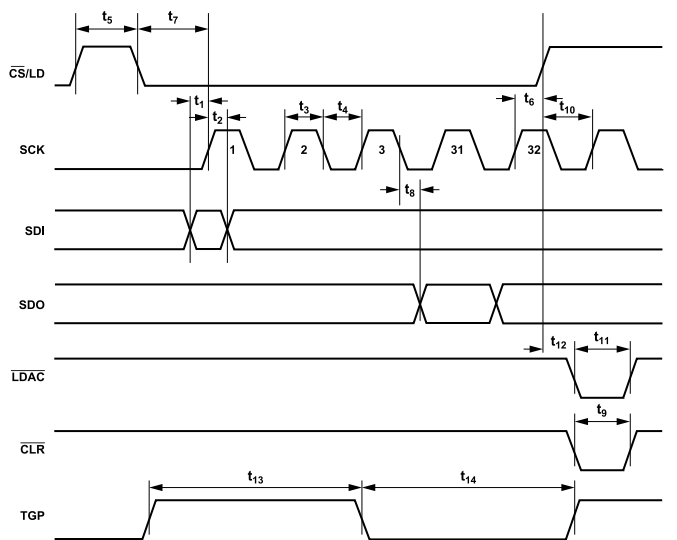 t5 t7
CS/LD
t1 t6
t2 t3 t4 t10
SCK 1 2 3 31 32
t8
SDI
SDO
t12 t11
LDAC
t9
CLR
t13 t14
TGP